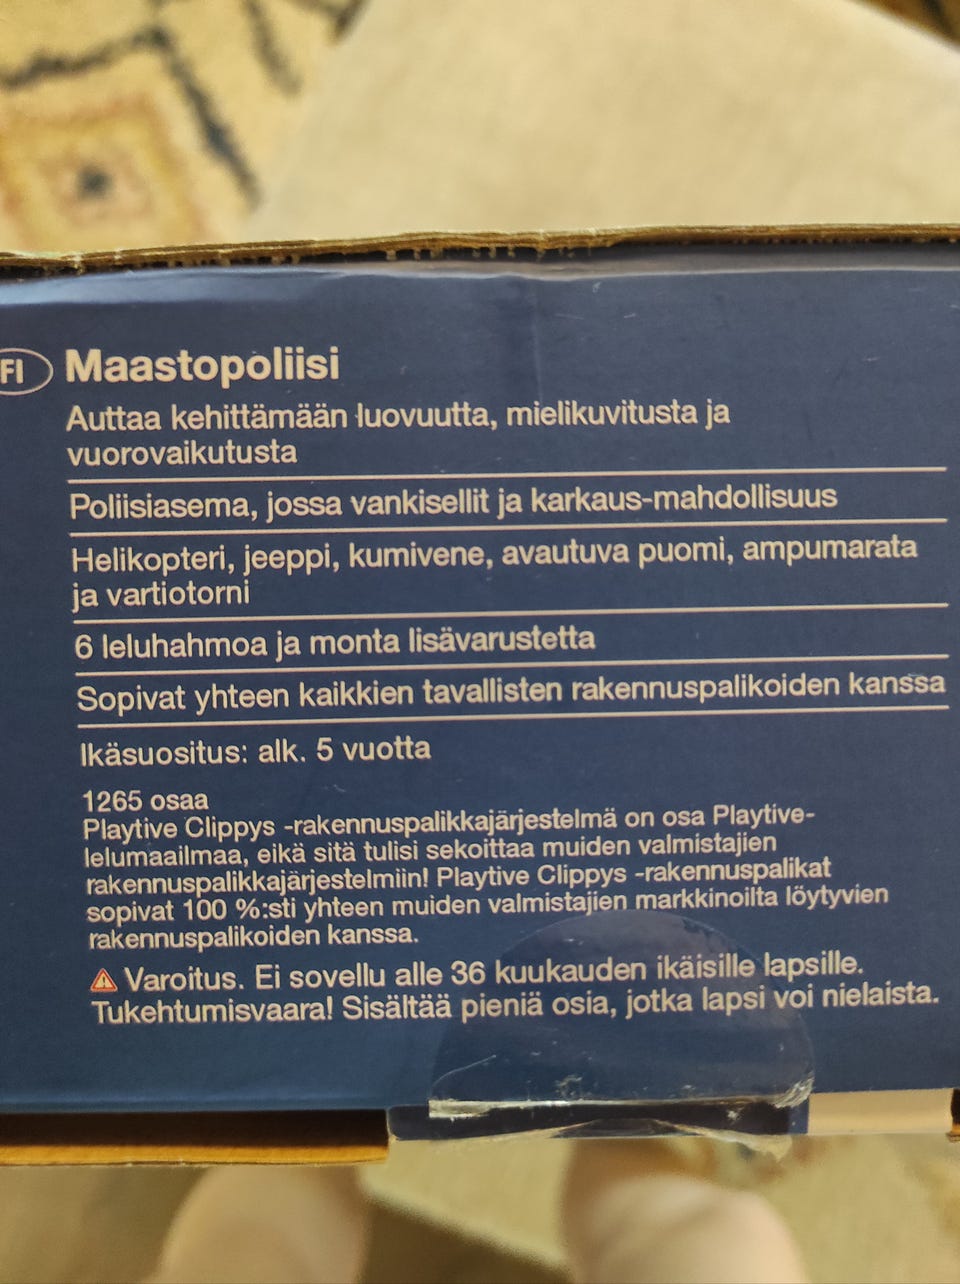 FI Maastopoliisi
Auttaa kehittämään luovuutta, mielikuvitusta ja
vuorovaikutusta
Poliisiasema, jossa vankisellit ja karkaus-mahdollisuus
Helikopteri, jeeppi, kumivene, avautuva puomi, ampumarata
ja vartiotorni
6 leluhahmoa ja monta lisävarustetta
Sopivat yhteen kaikkien tavallisten rakennuspalikoiden kanssa
Ikäsuositus: alk. 5 vuotta
1265 osaa
Playtive Clippys -rakennuspalikkajärjestelmä on osa Playtive-
lelumaailmaa, eikä sitä tulisi sekoittaa muiden valmistajien
rakennuspalikkajärjestelmiin! Playtive Clippys -rakennuspalikat
sopivat 100 %:sti yhteen muiden valmistajien markkinoilta löytyvien
rakennuspalikoiden kanssa.
Varoitus. Ei sovellu alle 36 kuukauden ikäisille lapsille.
Tukehtumisvaara! Sisältää pieniä osia, jotka lapsi voi nielaista.